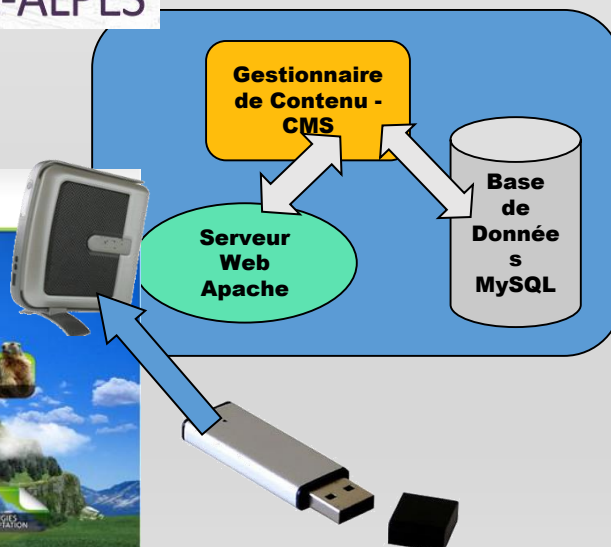 -ALPES
Gestionnaire
de Contenu -
CMS
Base
de
Donnée
s
MySQL
Serveur
Web
Apache